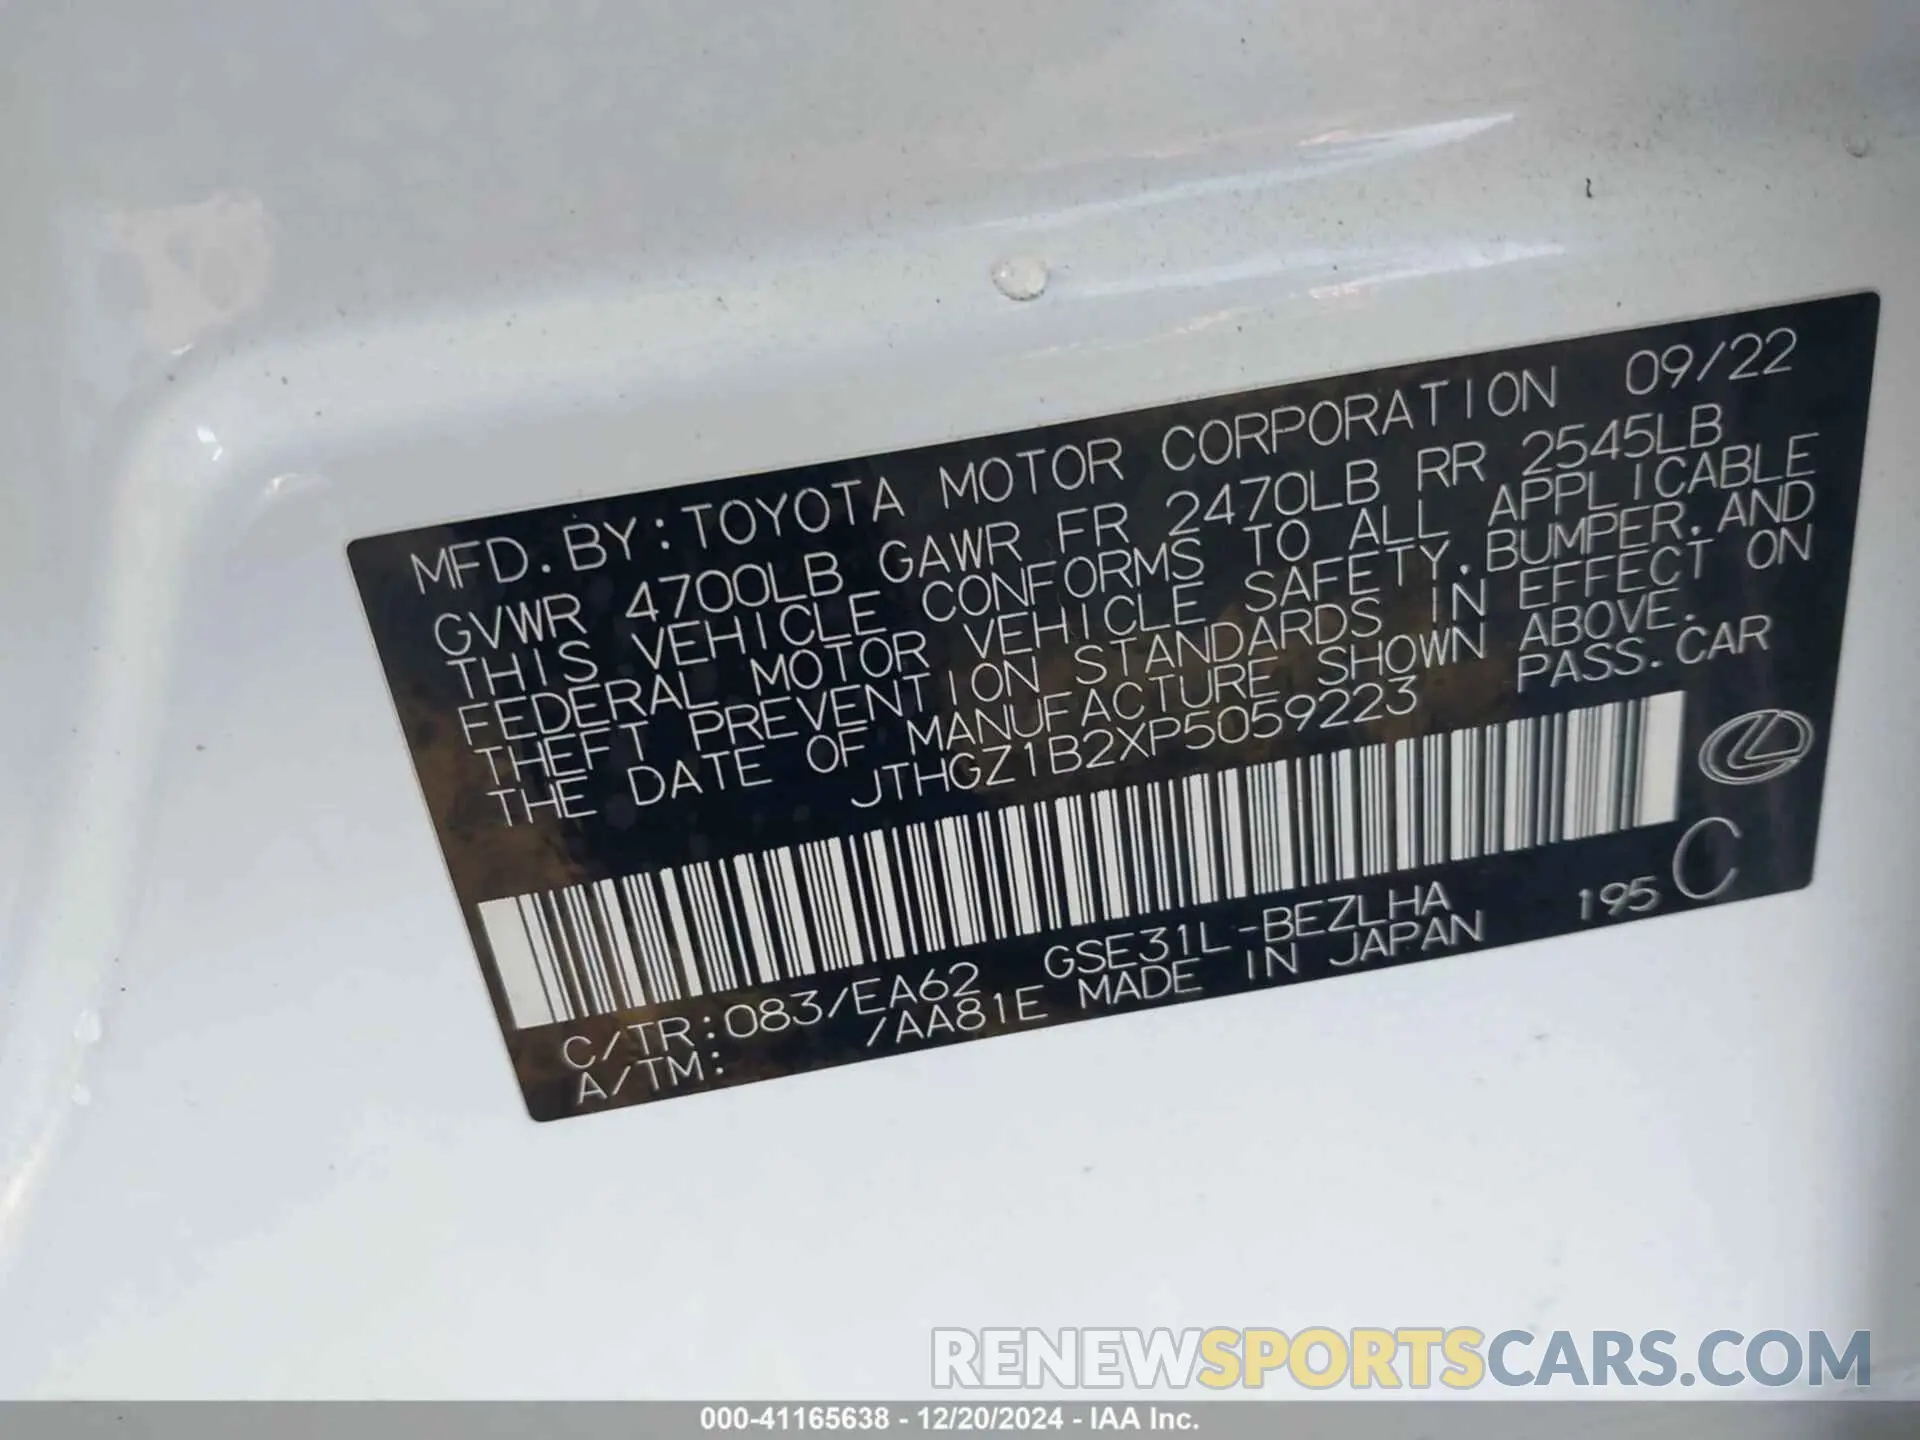 MFD. BY: TOYOTA MOTOR CORPORATION 09/22
GVWR 4700LB GAWR FR 2470LB RR 2545LB
THIS VEHICLE CONFORMS TO ALL APPLICABLE
FEDERAL MOTOR VEHICLE SAFETY, BUMPER, AND
THEFT PREVENTION STANDARDS IN EFFECT ON
THE DATE OF MANUFACTURE SHOWN ABOVE.
JTHGZ1B2XP5059223 PASS. CAR
C/TR: 083/EA62 GSE31L-BEZLHA 195 C
A/TM: /AA81E MADE IN JAPAN
RENEWSPORTSCARS.COM
000-41165638 - 12/20/2024 - IAA Inc.